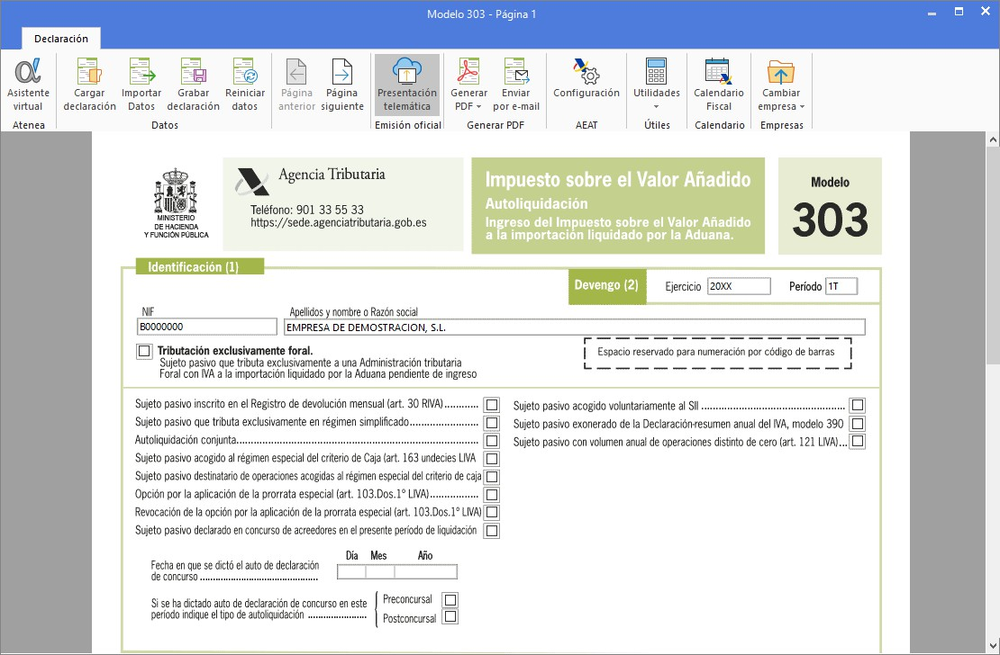 Modelo 303 - Página 1
Declaración
Asistente virtual
Cargar declaración
Importar Datos
Grabar declaración
Reiniciar datos
Página anterior
Página siguiente
Presentación telemática
Generar PDF
Enviar por e-mail
Configuración
Utilidades
Calendario Fiscal
Cambiar empresa
Atenea
Datos
Emisión oficial
Generar PDF
AEAT
Útiles
Calendario
Empresas
MINISTERIO
DE HACIENDA
Y FUNCIÓN PÚBLICA
Agencia Tributaria
Teléfono: 901 33 55 33
https://sede.agenciatributaria.gob.es
Impuesto sobre el Valor Añadido
Autoliquidación
Ingreso del Impuesto sobre el Valor Añadido
a la importación liquidado por la Aduana.
Modelo
303
Identificación (1)
Devengo (2)
Ejercicio 20XX
Período 1T
NIF
B0000000
Apellidos y nombre o Razón social
EMPRESA DE DEMOSTRACION, S.L.
Tributación exclusivamente foral.
Sujeto pasivo que tributa exclusivamente a una Administración tributaria
Foral con IVA a la importación liquidado por la Aduana pendiente de ingreso
Espacio reservado para numeración por código de barras
Sujeto pasivo inscrito en el Registro de devolución mensual (art. 30 RIVA)............
Sujeto pasivo que tributa exclusivamente en régimen simplificado........................
Autoliquidación conjunta...............................................................................
Sujeto pasivo acogido al régimen especial del criterio de Caja (art. 163 undecies LIVA
Sujeto pasivo destinatario de operaciones acogidas al régimen especial del criterio de caja
Opción por la aplicación de la prorrata especial (art. 103.Dos.1º LIVA)................
Revocación de la opción por la aplicación de la prorrata especial (art. 103.Dos.1º LIVA)
Sujeto pasivo declarado en concurso de acreedores en el presente período de liquidación
Sujeto pasivo acogido voluntariamente al SII ...............................................
Sujeto pasivo exonerado de la Declaración-resumen anual del IVA, modelo 390
Sujeto pasivo con volumen anual de operaciones distinto de cero (art. 121 LIVA)...
Día Mes Año
Fecha en que se dictó el auto de declaración
de concurso .............................................
Si se ha dictado auto de declaración de concurso en este
período indique el tipo de autoliquidación ......................
Preconcursal
Postconcursal